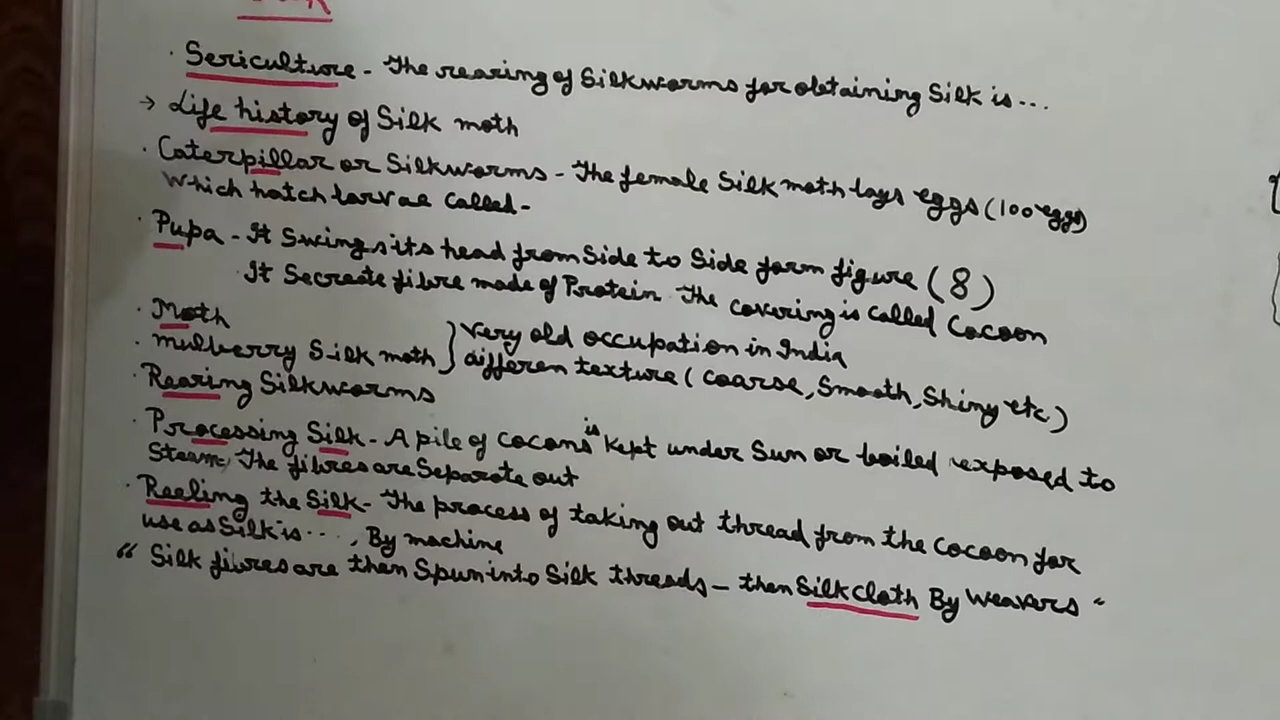 · Sericulture - The rearing of Silkworms for obtaining Silk is...
→ Life history of Silk moth
· Caterpillar or Silkworms - The female Silk moth lays eggs (100 eggs)
Which hatch larvae called-
· Pupa - It Swings its head from Side to Side form figure (8)
It Secreate fibre made of Protein The covering is called Cocoon
· Moth
· mulberry Silk moth } Very old occupation in India
differen texture (coarse, Smooth, Shiny etc.)
· Rearing Silkworms
· Processing Silk - A pile of cocons is Kept under Sun or boiled exposed to
Steam, The fibres are Separate out
· Reeling the Silk - The process of taking out thread from the Cocoon for
use as Silk is ...., By machine
“ Silk fibres are then Spun into Silk threads – then Silk cloth By Weavers “